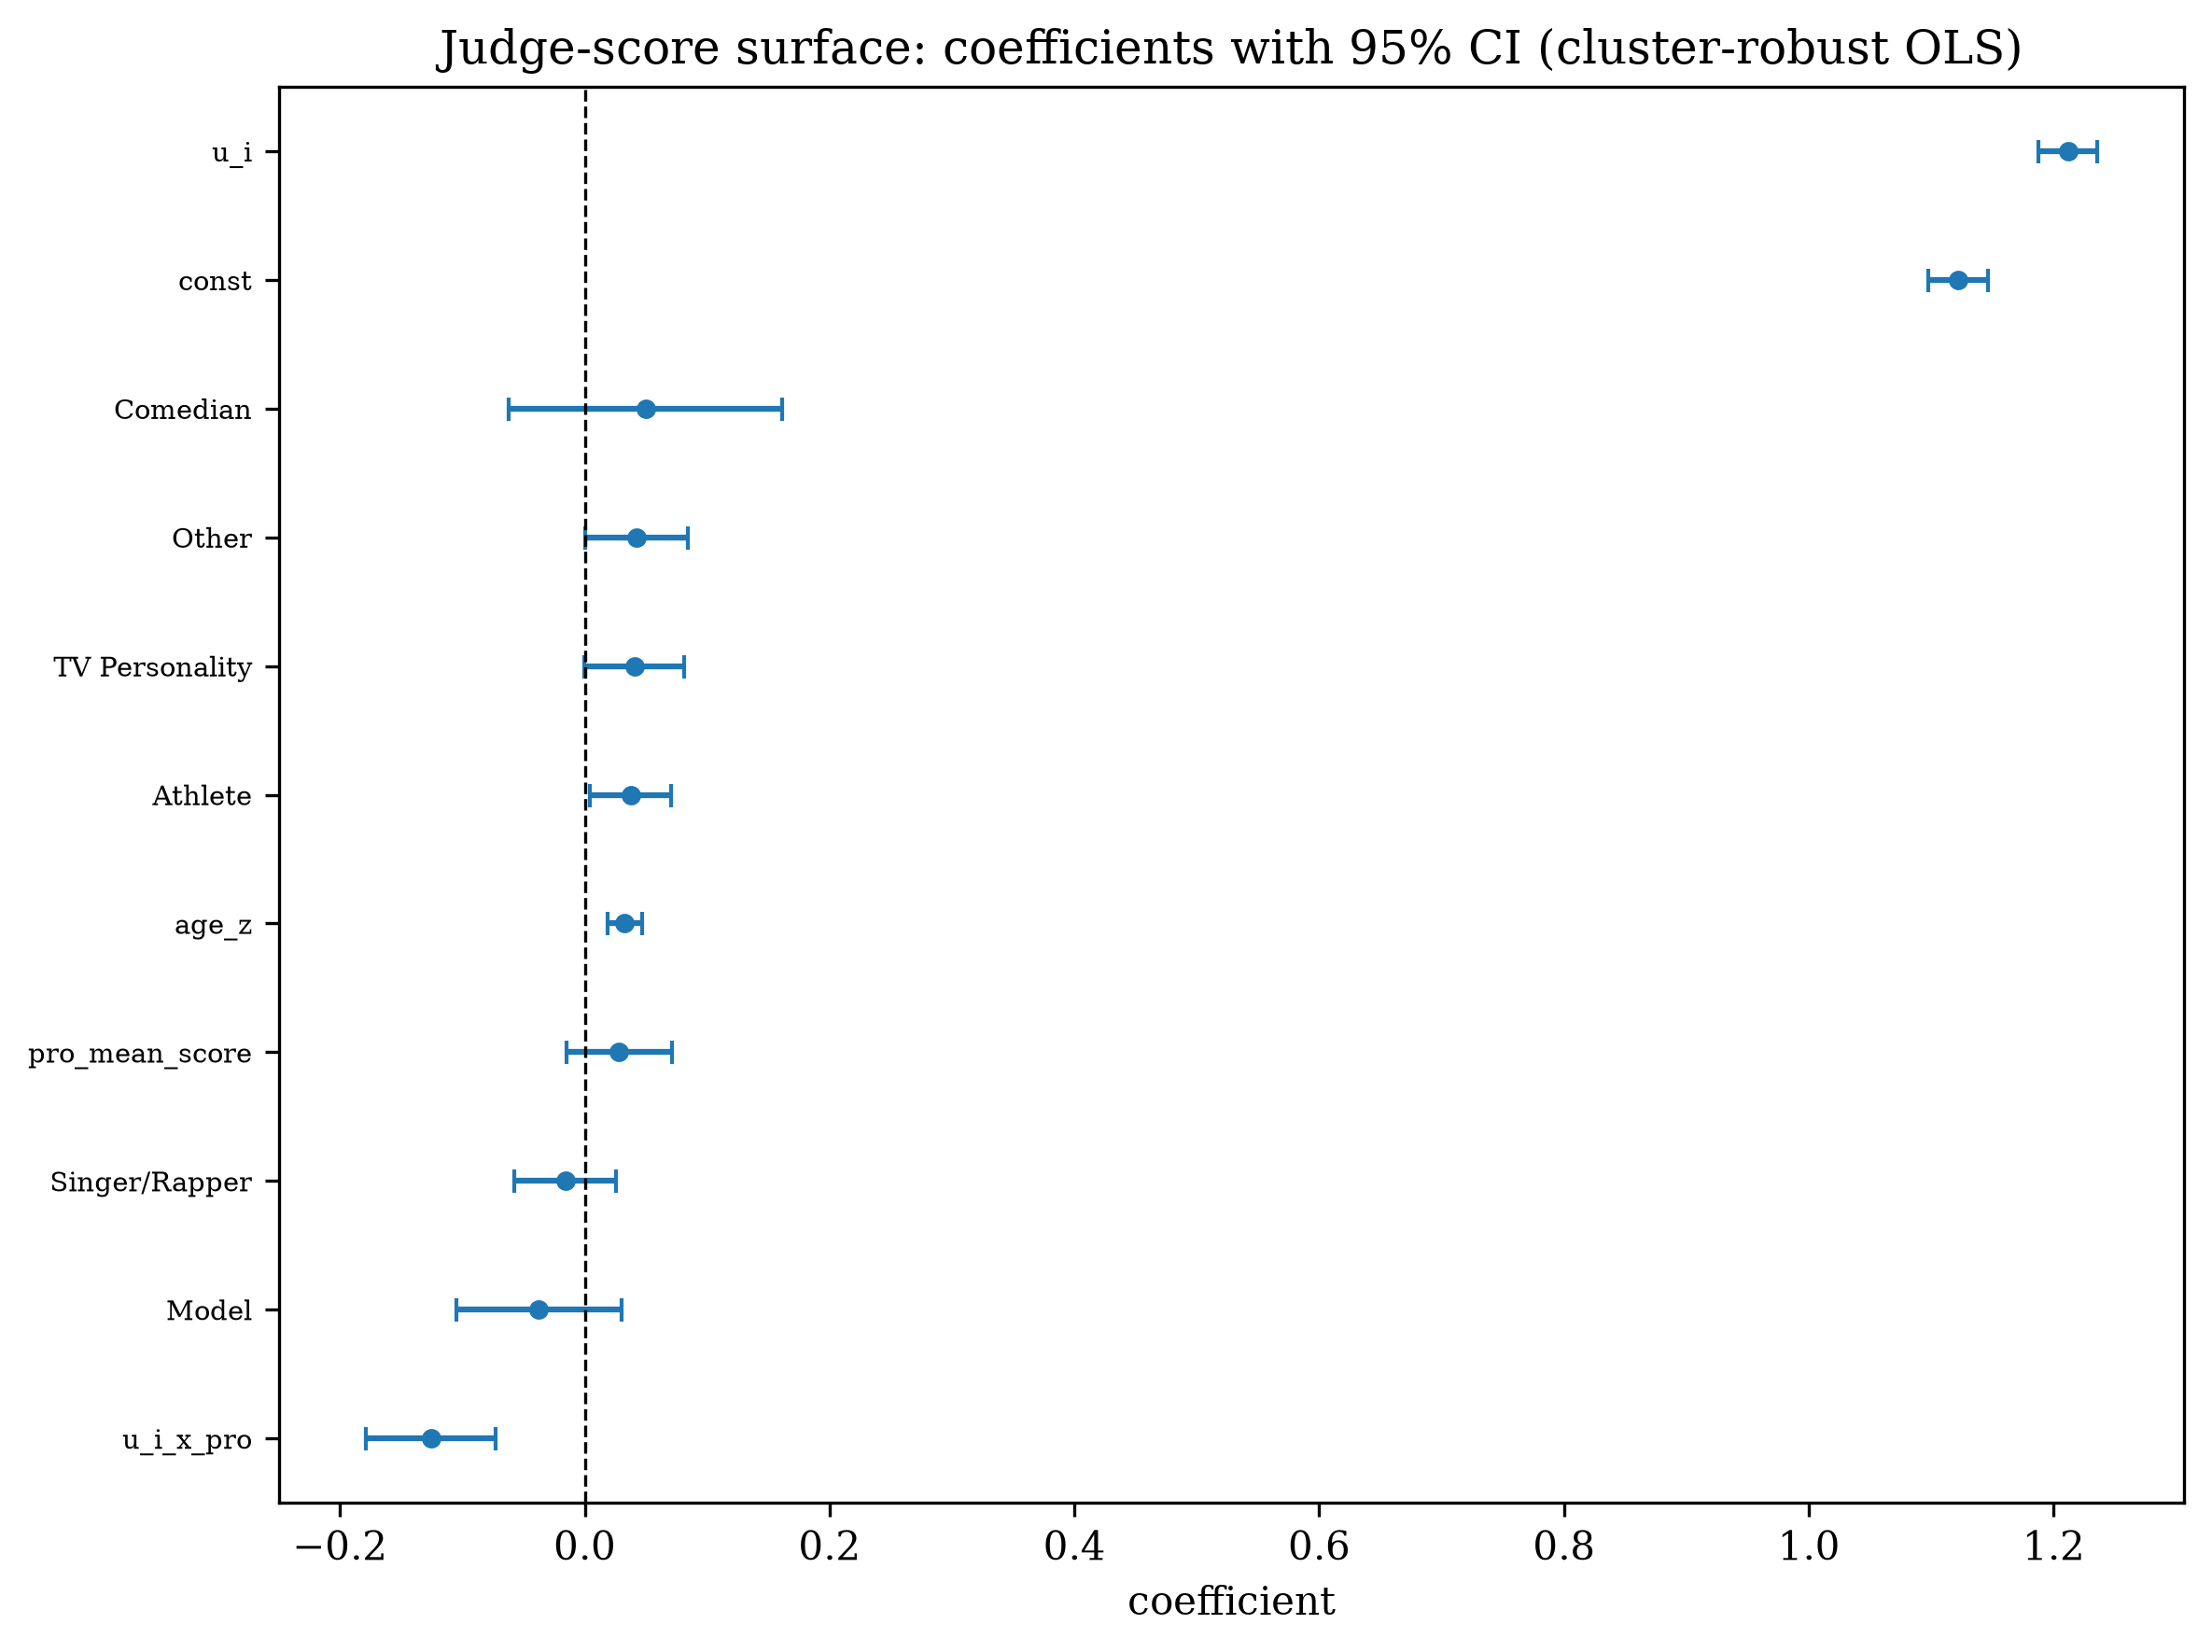 Judge-score surface: coefficients with 95% CI (cluster-robust OLS)
u_i
const
Comedian
Other
TV Personality
Athlete
age_z
pro_mean_score
Singer/Rapper
Model
u_i_x_pro
−0.2 0.0 0.2 0.4 0.6 0.8 1.0 1.2
coefficient